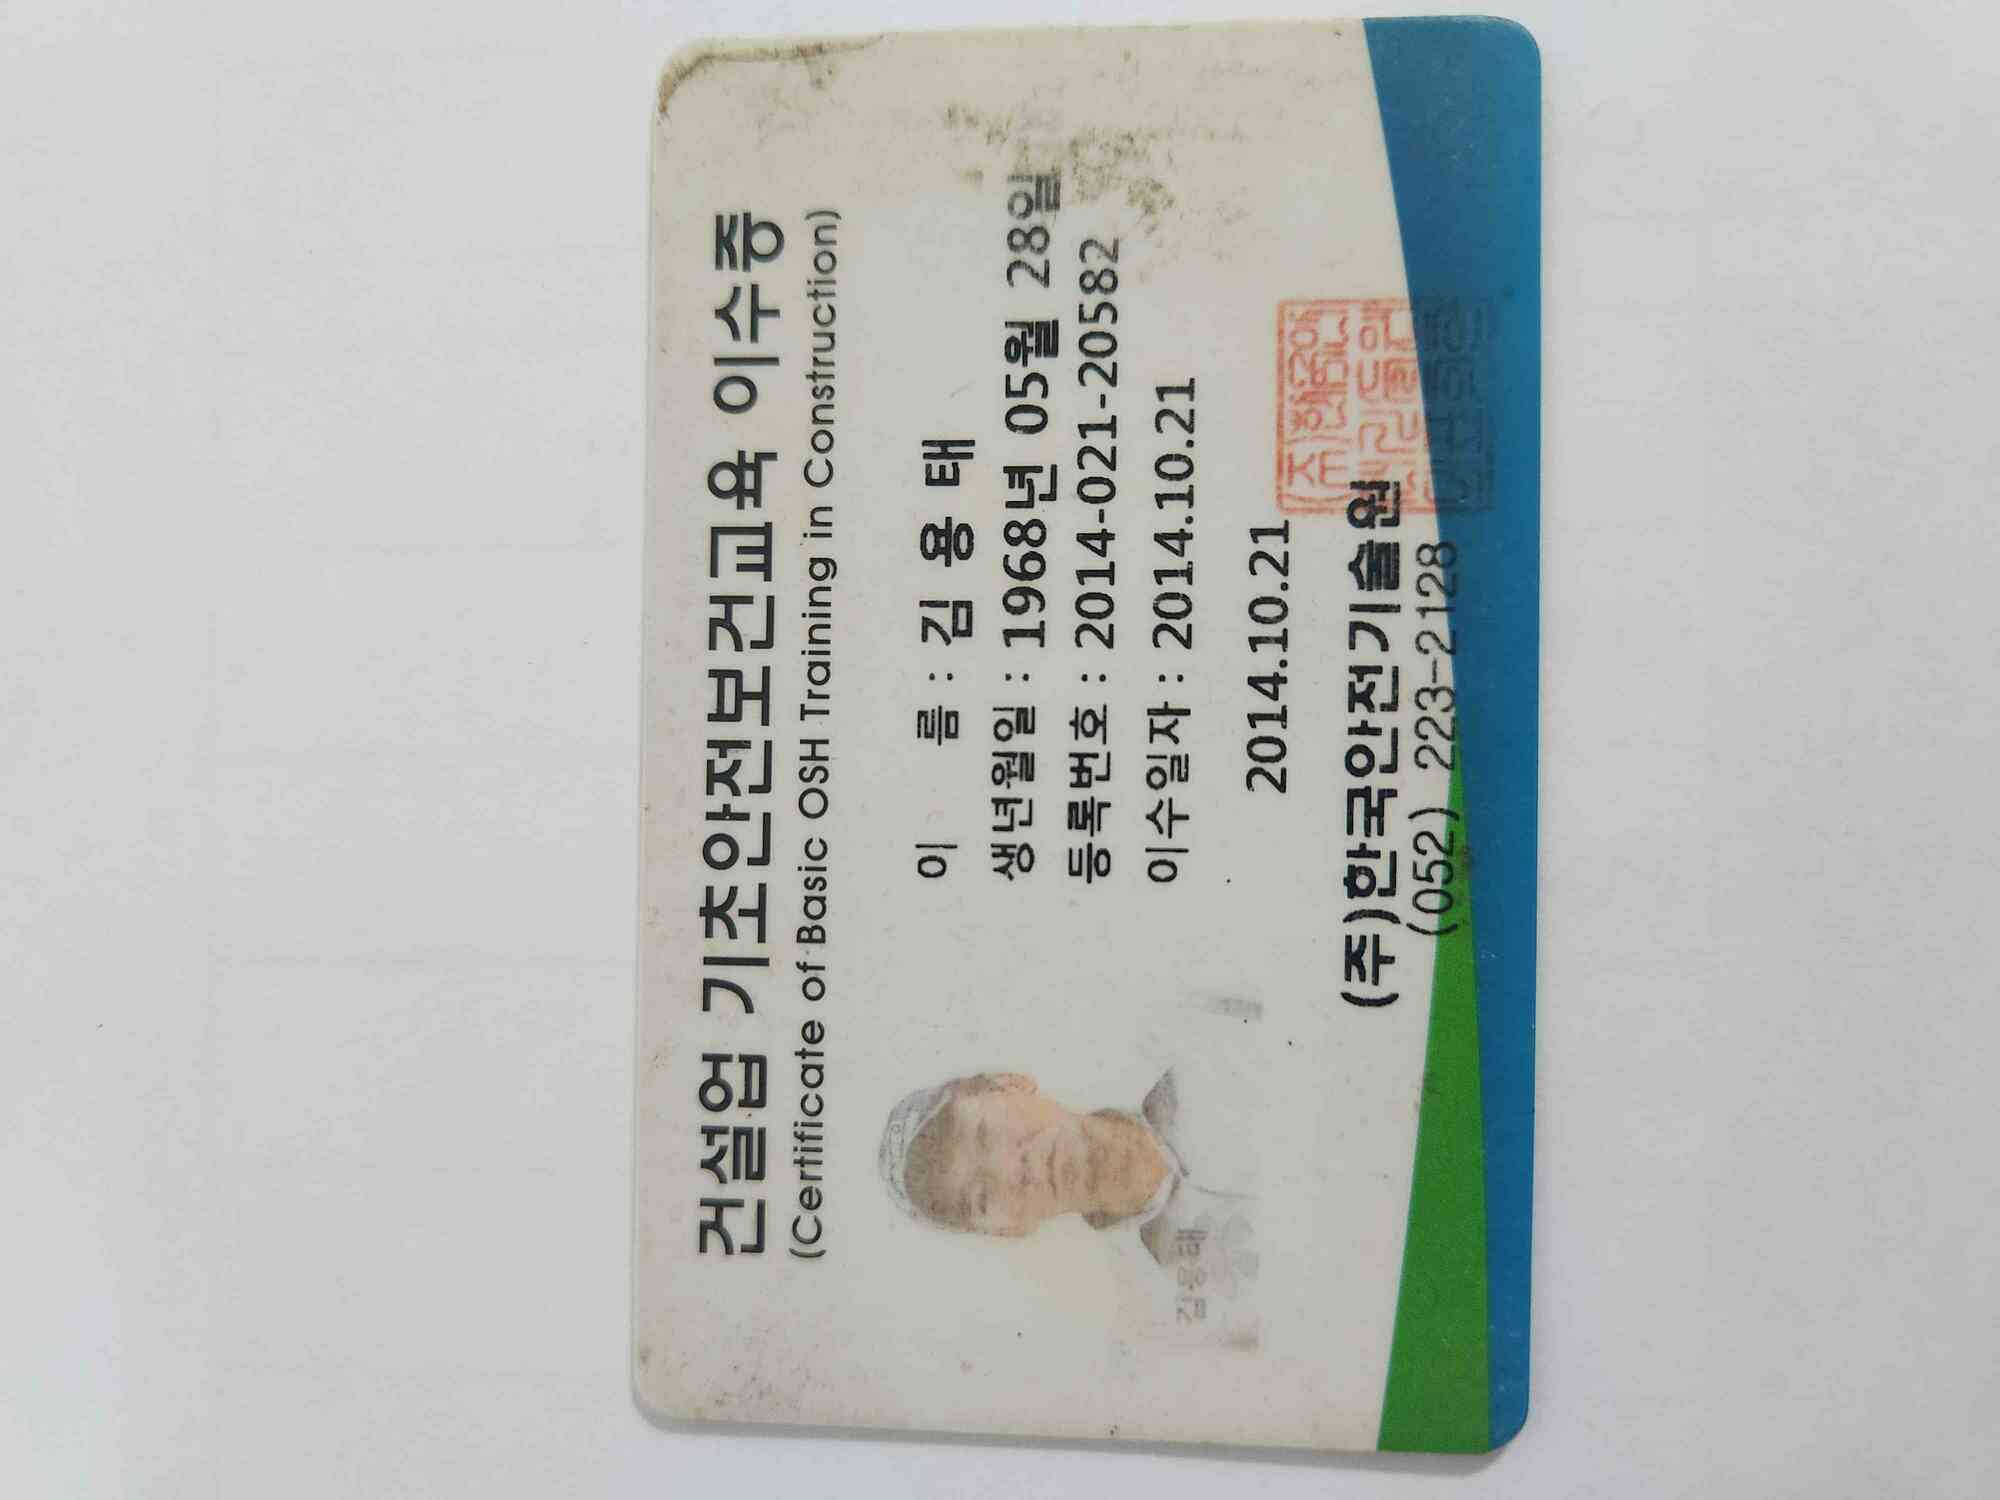 건설업 기초안전보건교육 이수증
(Certificate of Basic OSH Training in Construction)
이 름 : 김 용 태
생년월일 : 1968년 05월 28일
등록번호 : 2014-021-20582
이수일자 : 2014.10.21
2014.10.21
김용태
(주)한국안전기술원
(052) 223-2128